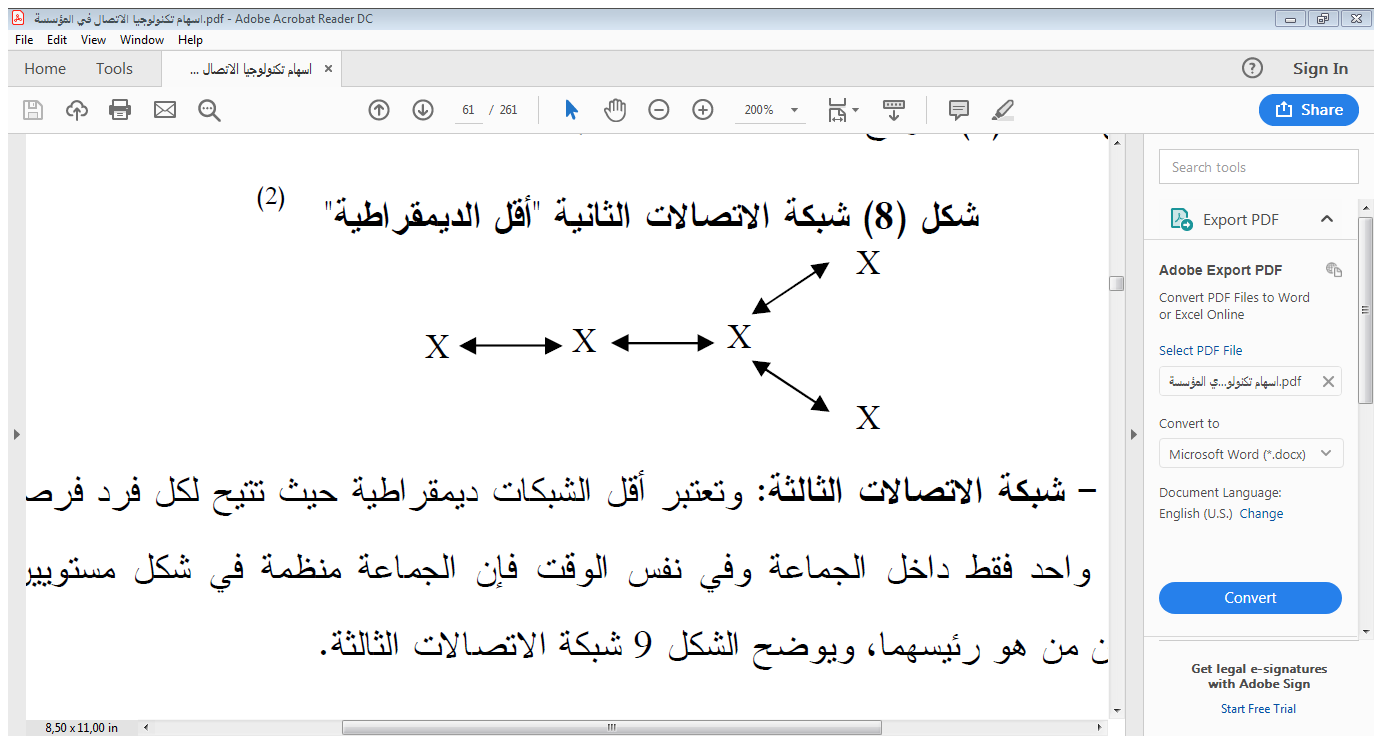 اسهام تكنولوجيا الاتصال في المؤسسة.pdf - Adobe Acrobat Reader DC
File Edit View Window Help
Home Tools
اسهام تكنولوجيا الاتصال ... ×
Sign In
61 / 261
200%
Share
شكل (8) شبكة الاتصالات الثانية "أقل الديمقراطية" (2)
X
X X X
X
– شبكة الاتصالات الثالثة: وتعتبر أقل الشبكات ديمقراطية حيث تتيح لكل فرد
واحد فقط داخل الجماعة وفي نفس الوقت فإن الجماعة منظمة في شكل
من هو رئيسهما، ويوضح الشكل 9 شبكة الاتصالات الثالثة.
8,50 x 11,00 in
Search tools
Export PDF
Adobe Export PDF
Convert PDF Files to Word
or Excel Online
Select PDF File
اسهام تكنولو...ي المؤسسة.pdf
Convert to
Microsoft Word (*.docx)
Document Language:
English (U.S.) Change
Convert
Get legal e-signatures
with Adobe Sign
Start Free Trial